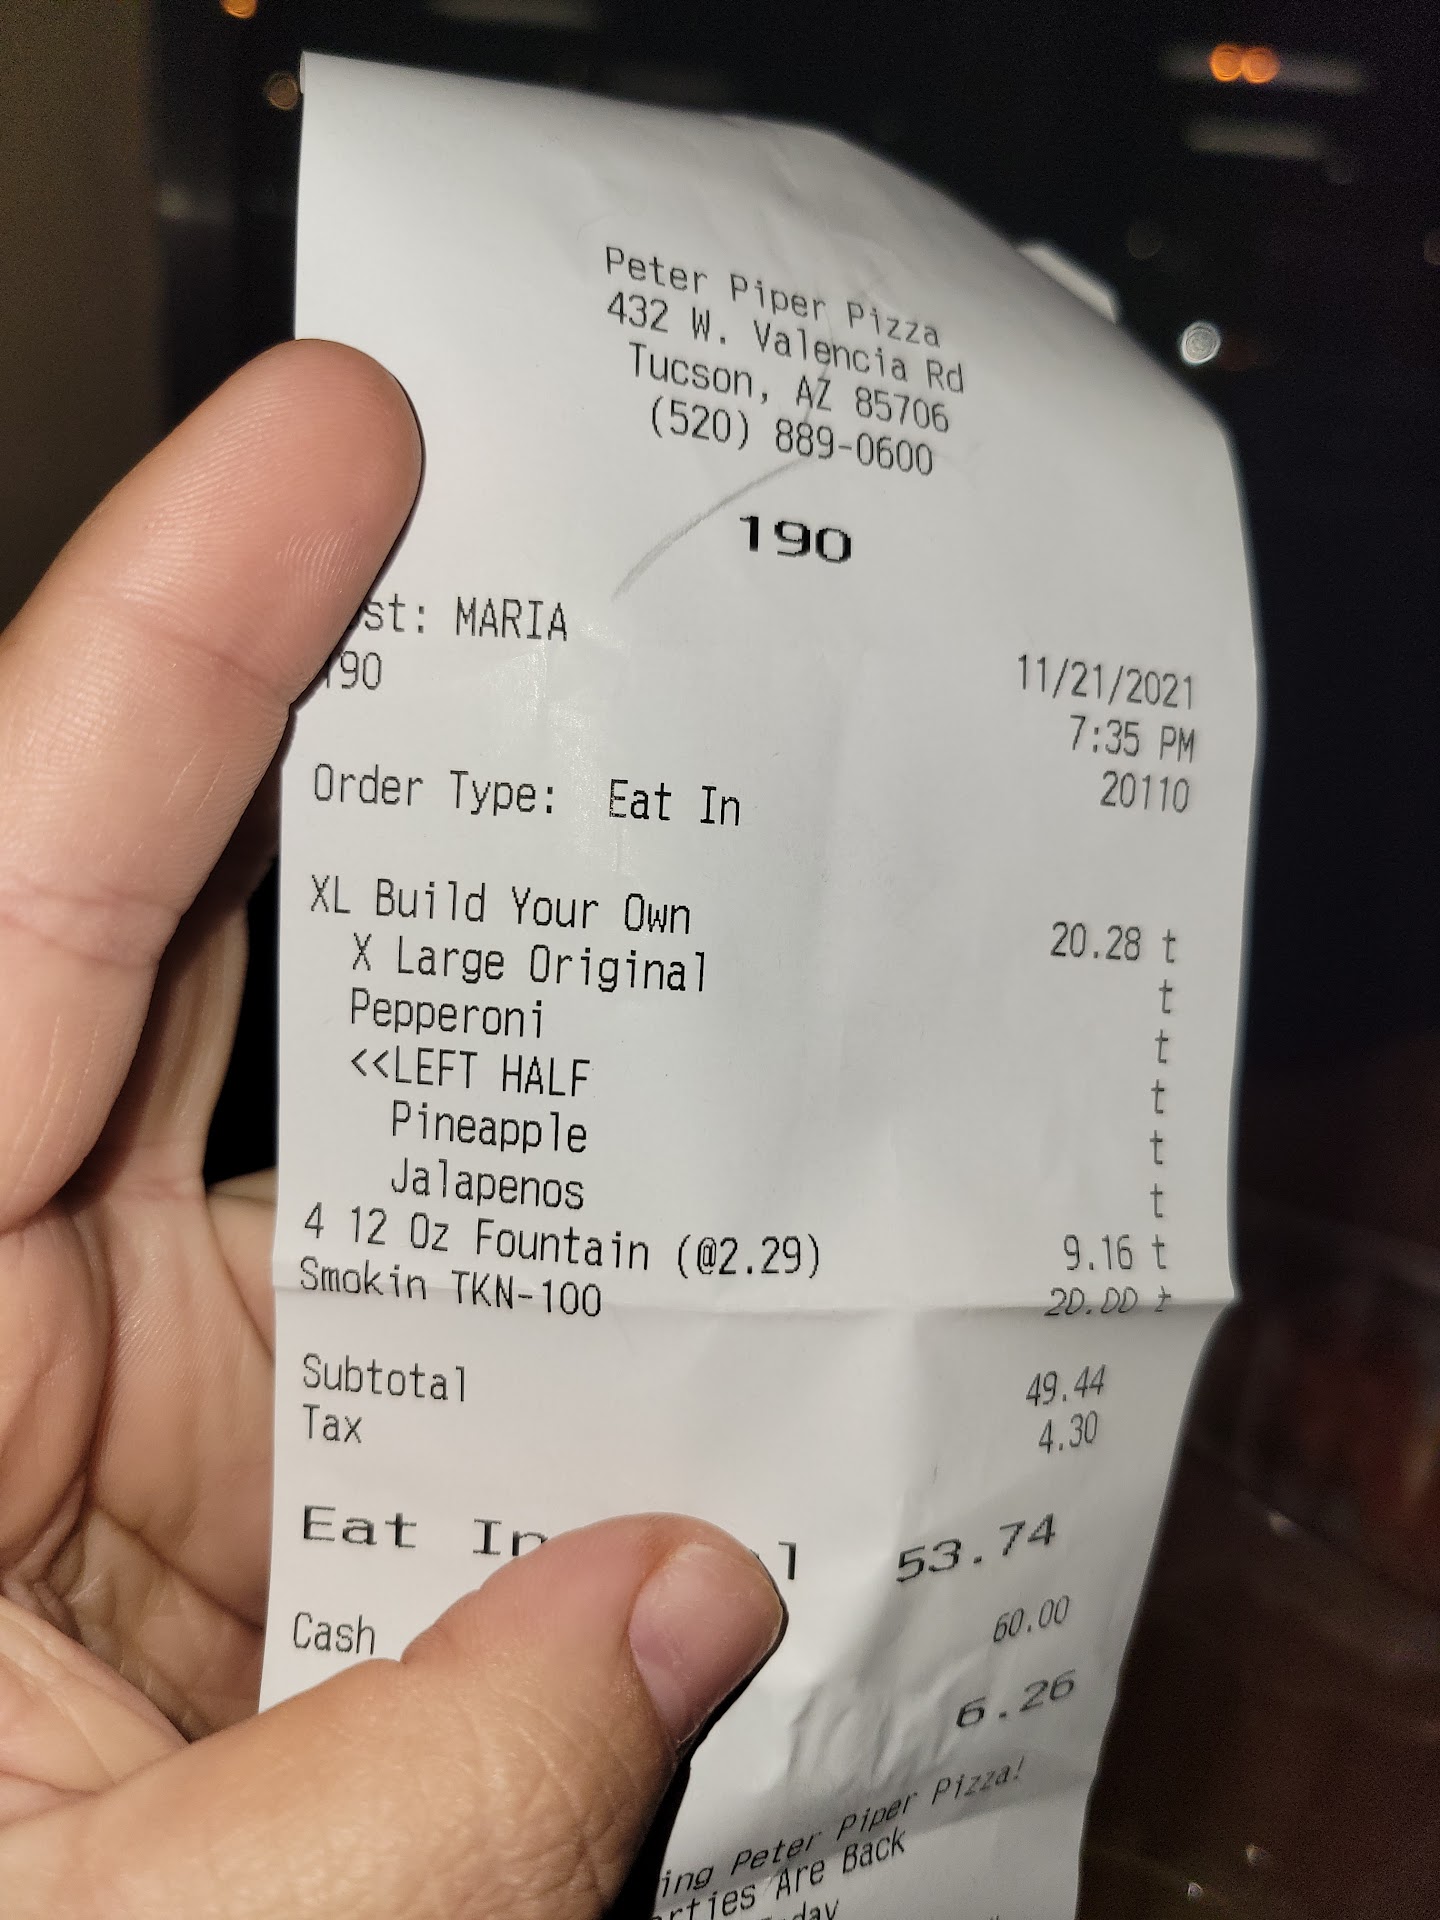 Peter Piper Pizza
432 W. Valencia Rd
Tucson, AZ 85706
(520) 889-0600
190
st: MARIA
190
11/21/2021
7:35 PM
Order Type: Eat In 20110
XL Build Your Own 20.28 t
X Large Original t
Pepperoni t
<<LEFT HALF t
Pineapple t
Jalapenos t
4 12 Oz Fountain (@2.29) 9.16 t
Smokin TKN-100 20.00 t
Subtotal 49.44
Tax 4.30
Eat In l 53.74
Cash 60.00
6.26
ing Peter Piper Pizza!
rties Are Back
day